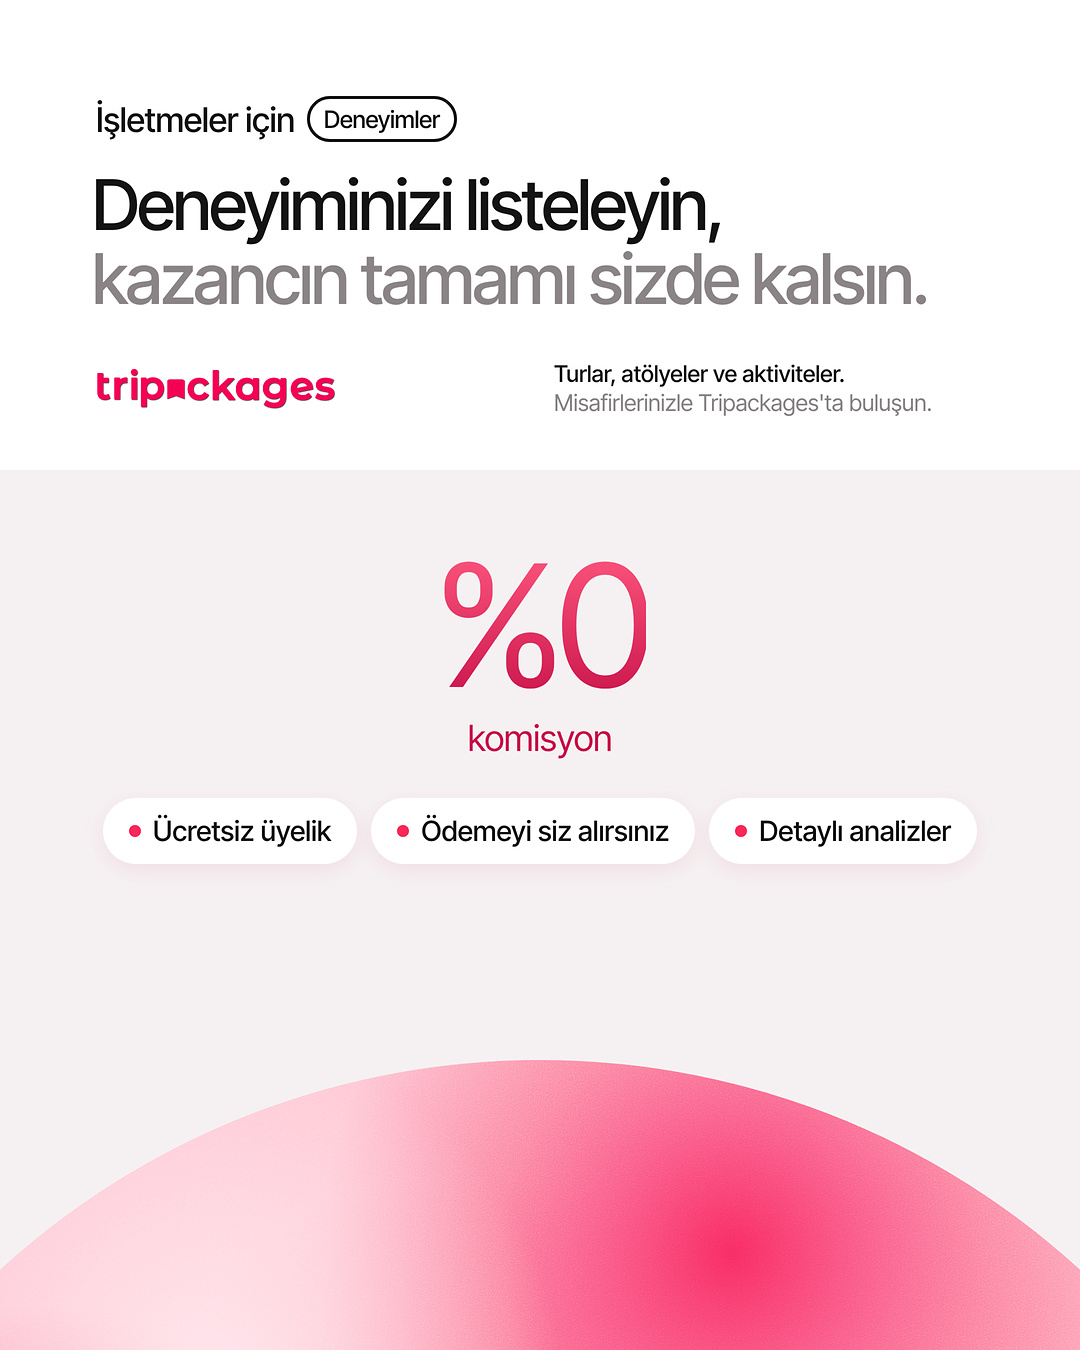 İşletmeler için Deneyimler
Deneyiminizi listeleyin,
kazancın tamamı sizde kalsın.
tripackages
Turlar, atölyeler ve aktiviteler.
Misafirlerinizle Tripackages'ta buluşun.
%0
komisyon
Ücretsiz üyelik
Ödemeyi siz alırsınız
Detaylı analizler